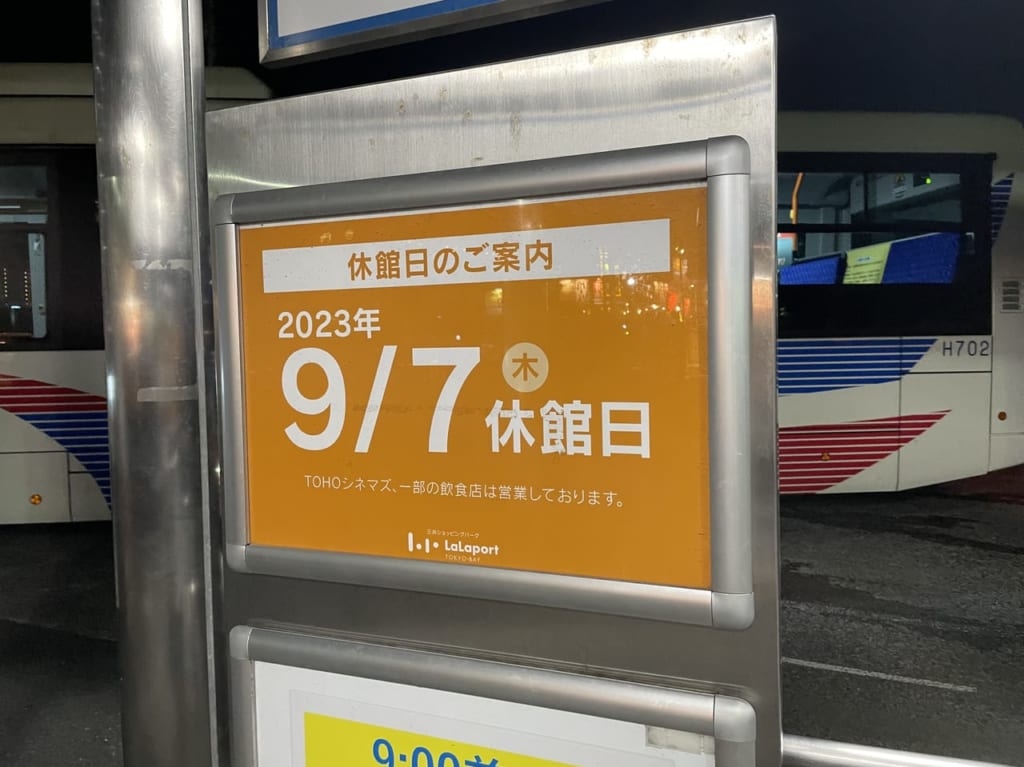 休館日のご案内
2023年
9/7 木 休館日
TOHOシネマズ、一部の飲食店は営業しております。
三井ショッピングパーク
LaLaport
TOKYO-BAY
H702
9:00